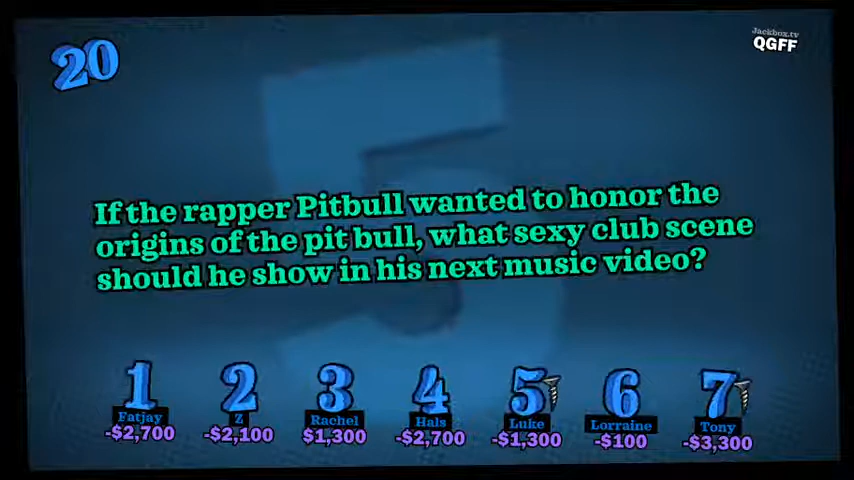 20
Jackbox.tv
QGFF
5
If the rapper Pitbull wanted to honor the
origins of the pit bull, what sexy club scene
should he show in his next music video?
1 2 3 4 5 6 7
Fatjay Z Rachel Hals Luke Lorraine Tony
-$2,700 -$2,100 $1,300 -$2,700 -$1,300 -$100 -$3,300